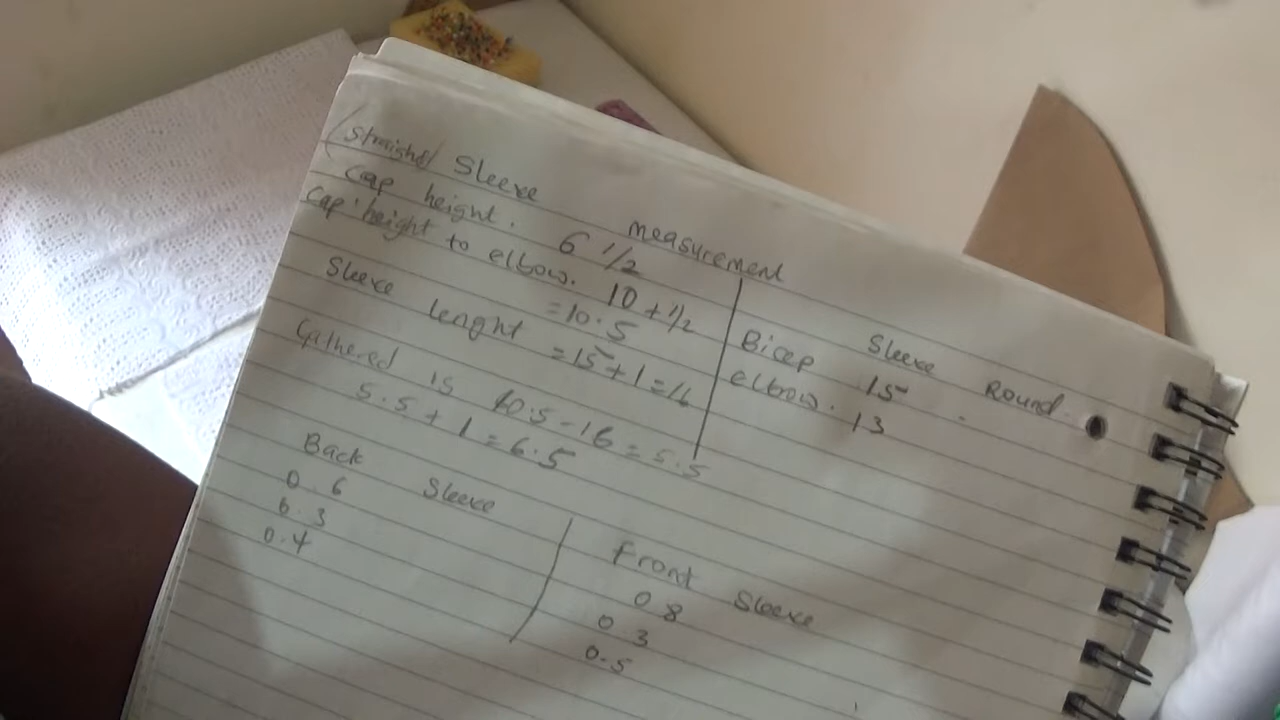 (Straight) Sleeve measurement
Cap height. 6 1/2
Cap height to elbow. 10 + 1/2
= 10.5
Sleeve lenght = 15 + 1 = 16
Gathered is 10.5 - 16 = 5.5
5.5 + 1 = 6.5
Sleeve Round.
Bicep 15
elbow. 13
Back Sleeve
0.6
0.3
0.4
Front Sleeve
0.8
0.3
0.5